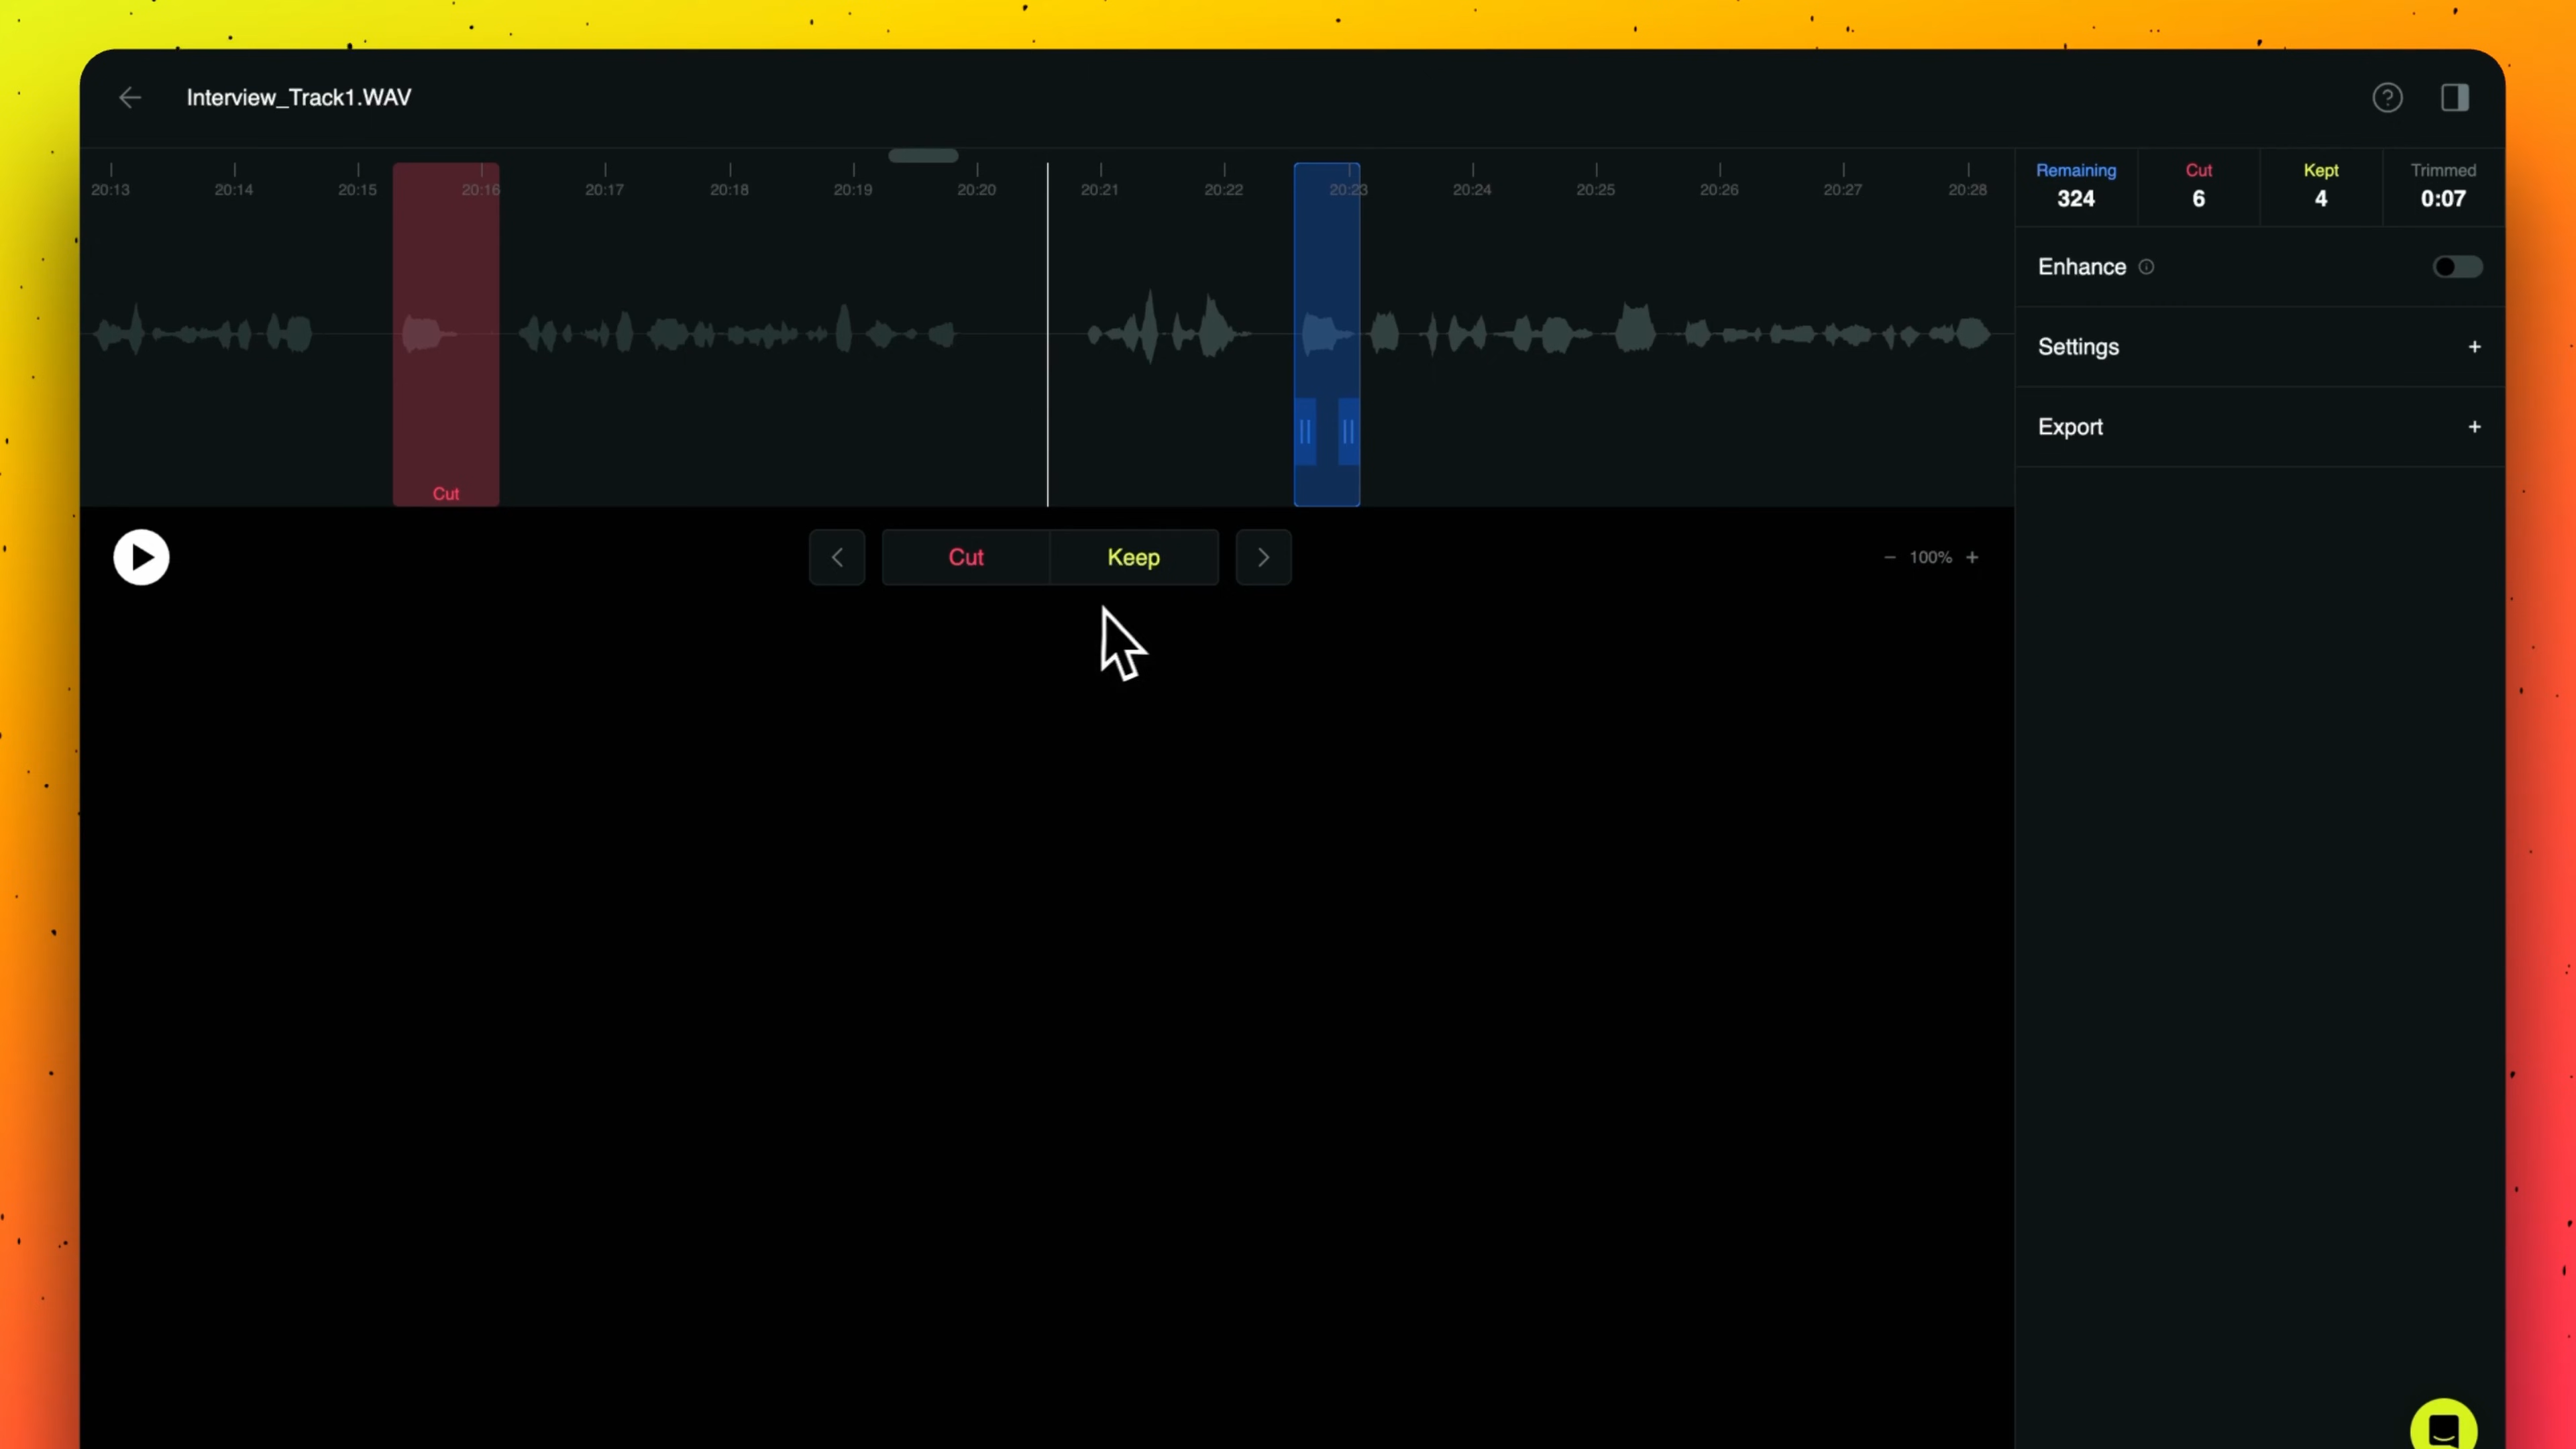 Interview_Track1.WAV
20:13 20:14 20:15 20:16 20:17 20:18 20:19 20:20 20:21 20:22 20:23 20:24 20:25 20:26 20:27 20:28
Cut
Cut Keep
100%
Remaining Cut Kept Trimmed
324 6 4 0:07
Enhance
Settings
Export